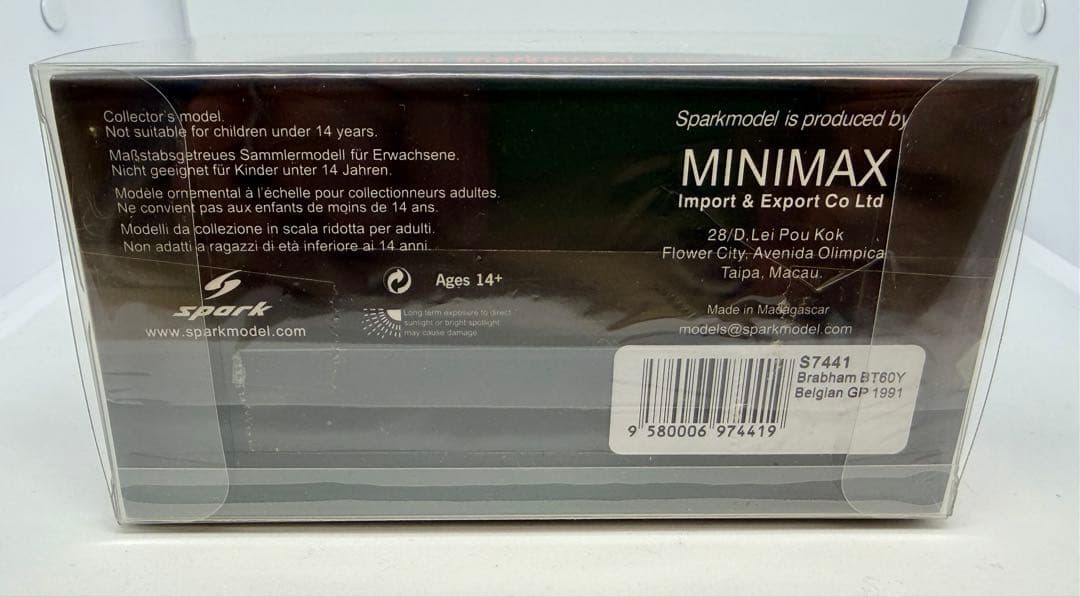 Collector's model.
Not suitable for children under 14 years.
Maßstabsgetreues Sammlermodell für Erwachsene.
Nicht geeignet für Kinder unter 14 Jahren.
Modèle ornemental à l'échelle pour collectionneurs adultes.
Ne convient pas aux enfants de moins de 14 ans.
Modelli da collezione in scala ridotta per adulti.
Non adatti a ragazzi di età inferiore ai 14 anni.
spark
www.sparkmodel.com
Ages 14+
Long term exposure to direct
sunlight or bright spotlight
may cause damage
Sparkmodel is produced by
MINIMAX
Import & Export Co Ltd
28/D, Lei Pou Kok
Flower City, Avenida Olimpica
Taipa, Macau.
Made in Madagascar
models@sparkmodel.com
S7441
Brabham BT60Y
Belgian GP 1991
9 580006 974419